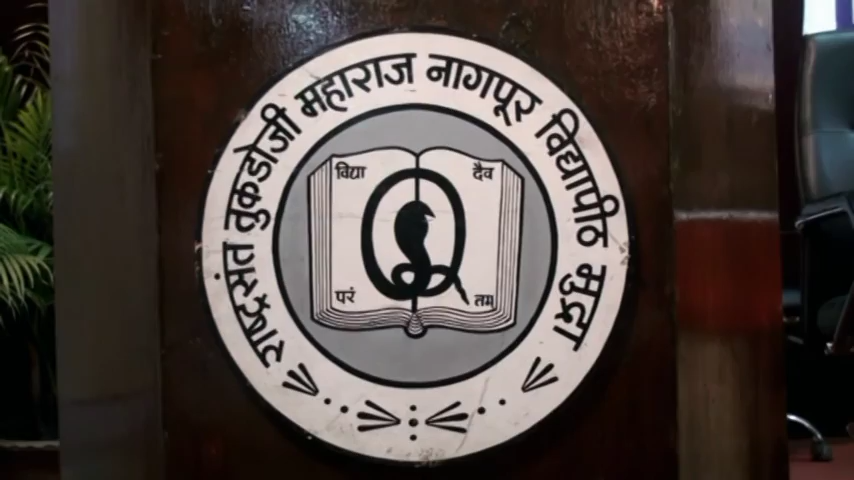 राष्ट्रसंत तुकडोजी महाराज नागपूर विद्यापीठ मुद्रा
विद्या दैव
परं तम्